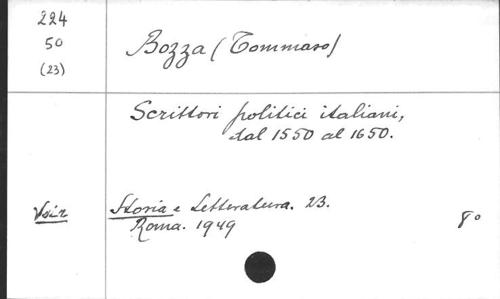 224
50
(23)
Bozza (Tommaso)
Scrittori politici italiani,
dal 1550 al 1650.
Voir
Storia e Letteratura. 23.
Roma. 1949
8°